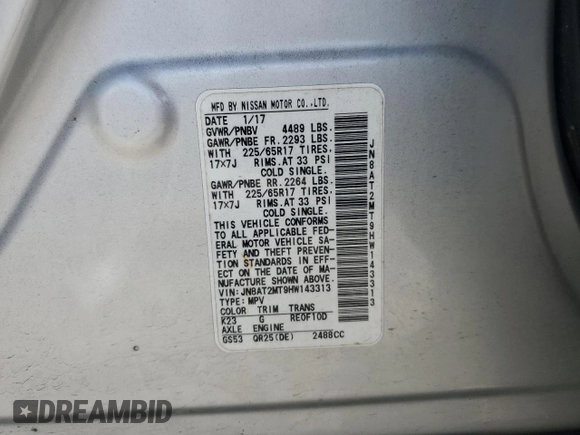 MFD BY NISSAN MOTOR CO.,LTD.
DATE 1/17
GVWR/PNBV 4489 LBS.
GAWR/PNBE FR. 2293 LBS.
WITH 225/65R17 TIRES.
17×7J RIMS. AT 33 PSI
COLD SINGLE.
GAWR/PNBE RR. 2264 LBS.
WITH 225/65R17 TIRES.
17×7J RIMS. AT 33 PSI
COLD SINGLE.
THIS VEHICLE CONFORMS
TO ALL APPLICABLE FED-
ERAL MOTOR VEHICLE SA-
FETY AND THEFT PREVEN-
TION STANDARDS IN EFF-
ECT ON THE DATE OF MA-
NUFACTURE SHOWN ABOVE.
VIN: JN8AT2MT9HW143313
TYPE: MPV
COLOR TRIM TRANS
K23 G RE0F10D
AXLE ENGINE
GS53 QR25(DE) 2488CC
JN8AT2MT9HW143313
DREAMBID